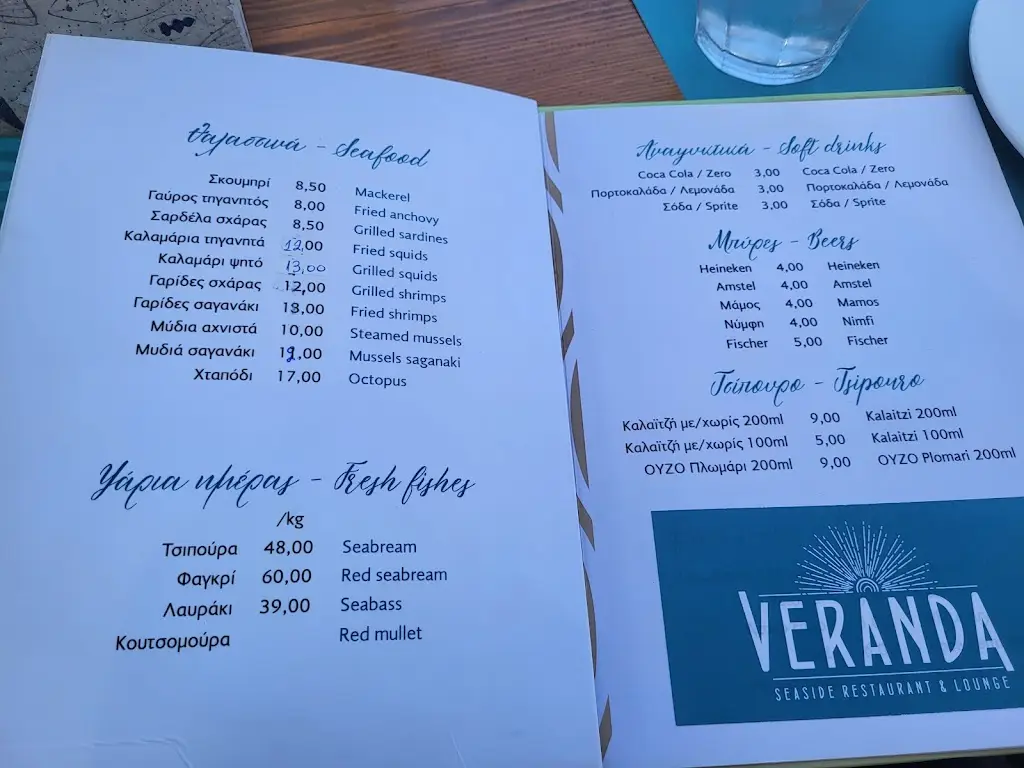 Θαλασσινά - Seafood
Σκουμπρί 8,50 Mackerel
Γαύρος τηγανητός 8,00 Fried anchovy
Σαρδέλα σχάρας 8,50 Grilled sardines
Καλαμάρια τηγανητά 12,00 Fried squids
Καλαμάρι ψητό 13,00 Grilled squids
Γαρίδες σχάρας 12,00 Grilled shrimps
Γαρίδες σαγανάκι 13,00 Fried shrimps
Μύδια αχνιστά 10,00 Steamed mussels
Μυδιά σαγανάκι 12,00 Mussels saganaki
Χταπόδι 17,00 Octopus
Ψάρια ημέρας - Fresh fishes
/kg
Τσιπούρα 48,00 Seabream
Φαγκρί 60,00 Red seabream
Λαυράκι 39,00 Seabass
Κουτσομούρα Red mullet
Αναψυκτικά - Soft drinks
Coca Cola / Zero 3,00 Coca Cola / Zero
Πορτοκαλάδα / Λεμονάδα 3,00 Πορτοκαλάδα / Λεμονάδα
Σόδα / Sprite 3,00 Σόδα / Sprite
Μπύρες - Beers
Heineken 4,00 Heineken
Amstel 4,00 Amstel
Μάμος 4,00 Mamos
Νύμφη 4,00 Nimfi
Fischer 5,00 Fischer
Τσίπουρο - Tsipouro
Καλαϊτζή με/χωρίς 200ml 9,00 Kalaitzi 200ml
Καλαϊτζή με/χωρίς 100ml 5,00 Kalaitzi 100ml
ΟΥΖΟ Πλωμάρι 200ml 9,00 ΟΥΖΟ Plomari 200ml
VERANDA
SEASIDE RESTAURANT & LOUNGE